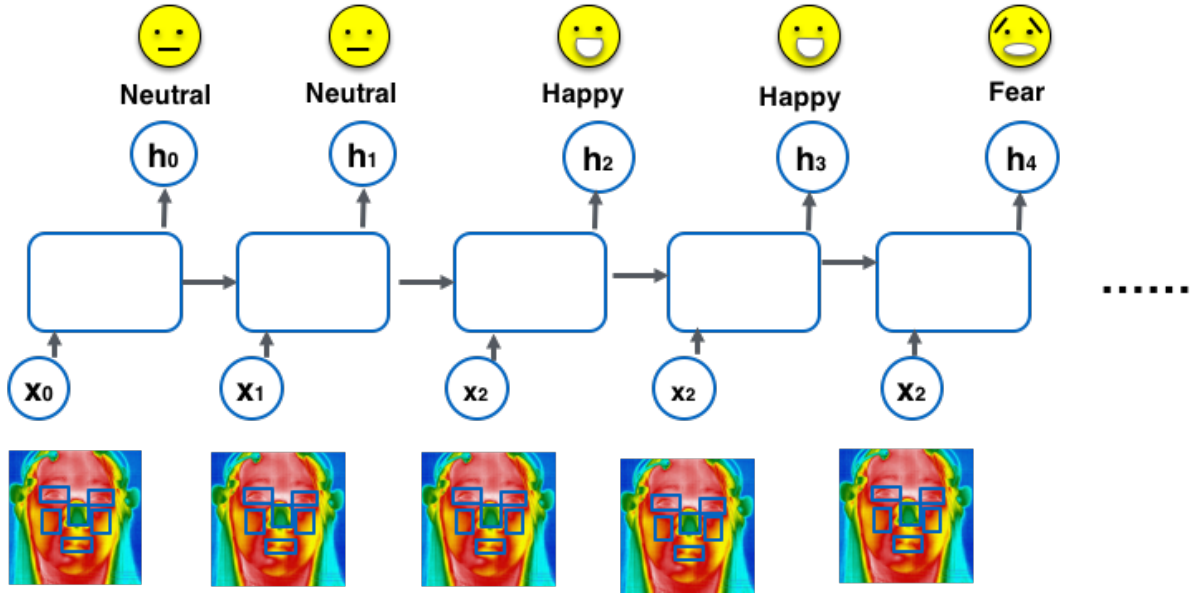 Neutral Neutral Happy Happy Fear
h0 h1 h2 h3 h4
......
x0 x1 x2 x2 x2